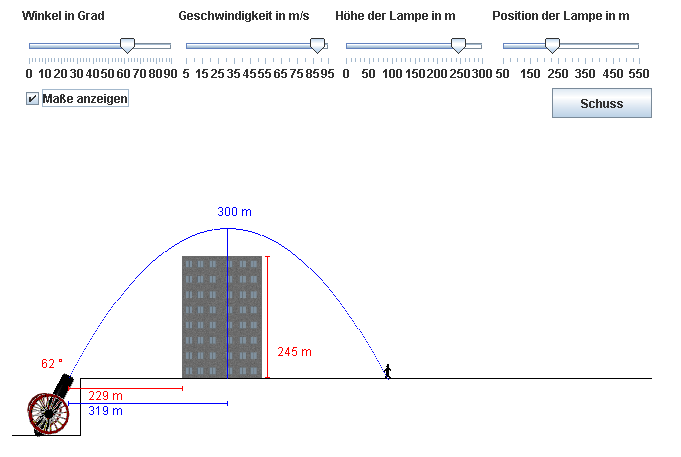 Winkel in Grad Geschwindigkeit in m/s Höhe der Lampe in m Position der Lampe in m
0 10 20 30 40 50 60 70 80 90 5 15 25 35 45 55 65 75 85 95 0 50 100 150 200 250 300 50 150 250 350 450 550
Maße anzeigen Schuss
300 m
245 m
62 °
229 m
319 m